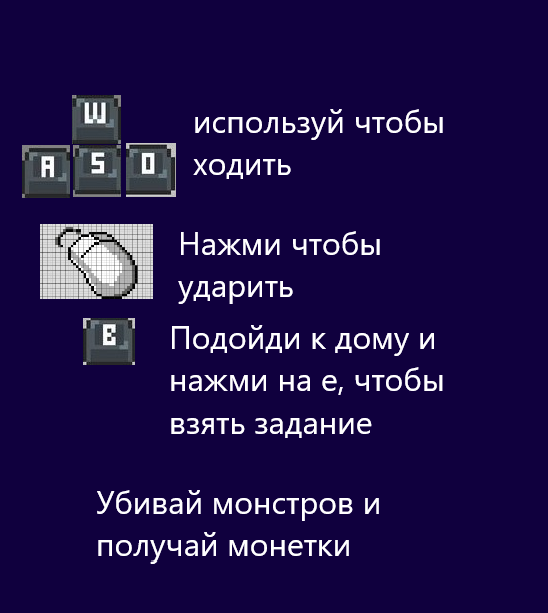 W
используй чтобы
A S D
ходить
Нажми чтобы
ударить
E
Подойди к дому и
нажми на е, чтобы
взять задание
Убивай монстров и
получай монетки